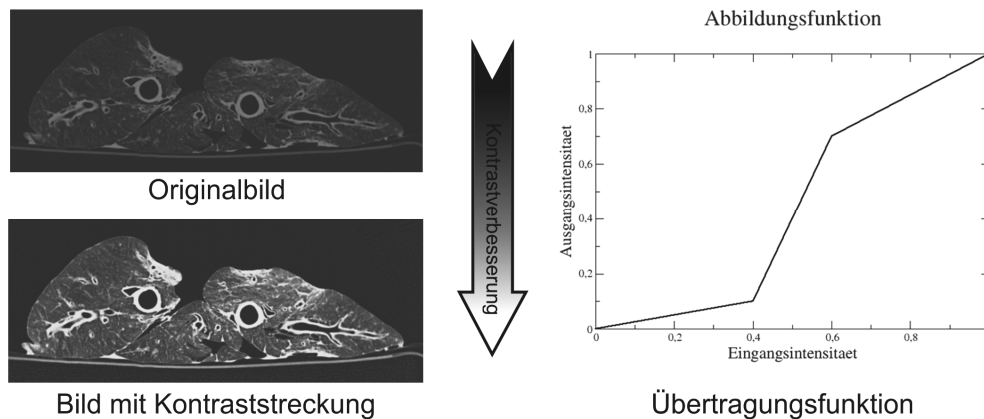 Originalbild
Bild mit Kontraststreckung
Kontrastverbesserung
Abbildungsfunktion
Ausgangsintensitaet
1
0,8
0,6
0,4
0,2
0
0 0,2 0,4 0,6 0,8
Eingangsintensitaet
Übertragungsfunktion